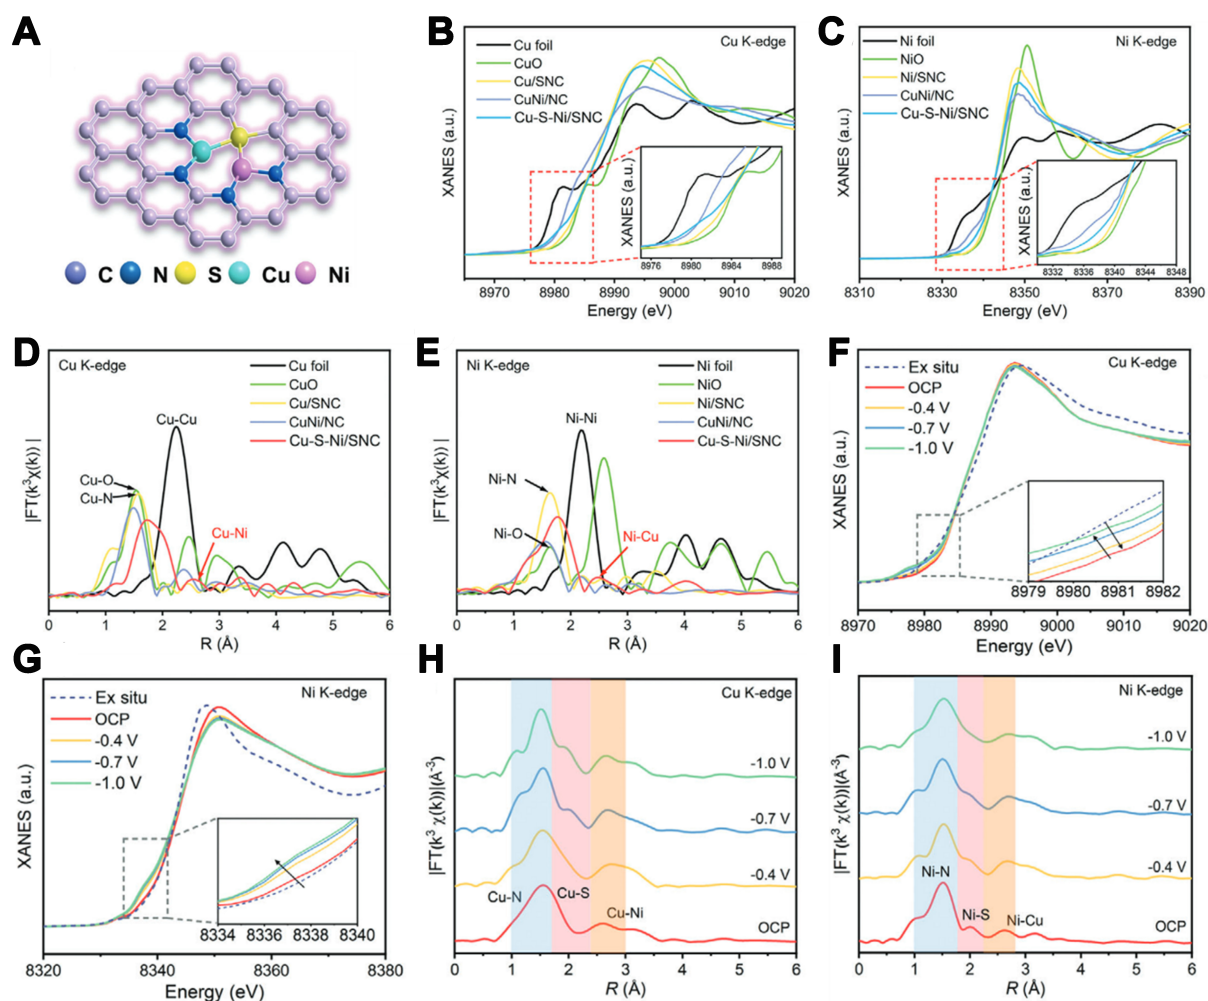 A
C N S Cu Ni
B
Cu K-edge
Cu foil
CuO
Cu/SNC
CuNi/NC
Cu-S-Ni/SNC
XANES (a.u.)
XANES (a.u.)
8976 8980 8984 8988
8970 8980 8990 9000 9010 9020
Energy (eV)
C
Ni K-edge
Ni foil
NiO
Ni/SNC
CuNi/NC
Cu-S-Ni/SNC
XANES (a.u.)
XANES (a.u.)
8332 8336 8340 8344 8348
8310 8330 8350 8370 8390
Energy (eV)
D
Cu K-edge
Cu foil
CuO
Cu/SNC
CuNi/NC
Cu-S-Ni/SNC
Cu-Cu
Cu-O
Cu-N
Cu-Ni
|FT(k³χ(k))|
0 1 2 3 4 5 6
R (Å)
E
Ni K-edge
Ni foil
NiO
Ni/SNC
CuNi/NC
Cu-S-Ni/SNC
Ni-Ni
Ni-N
Ni-O
Ni-Cu
|FT(k³χ(k))|
0 1 2 3 4 5 6
R (Å)
F
Cu K-edge
Ex situ
OCP
-0.4 V
-0.7 V
-1.0 V
XANES (a.u.)
8979 8980 8981 8982
8970 8980 8990 9000 9010 9020
Energy (eV)
G
Ni K-edge
Ex situ
OCP
-0.4 V
-0.7 V
-1.0 V
XANES (a.u.)
8334 8336 8338 8340
8320 8340 8360 8380
Energy (eV)
H
Cu K-edge
-1.0 V
-0.7 V
-0.4 V
Cu-N
Cu-S
Cu-Ni
OCP
|FT(k³ χ(k))|(A⁻³)
0 1 2 3 4 5 6
R (Å)
I
Ni K-edge
-1.0 V
-0.7 V
-0.4 V
Ni-N
Ni-S
Ni-Cu
OCP
|FT(k³ χ(k))|(A⁻³)
0 1 2 3 4 5 6
R (Å)